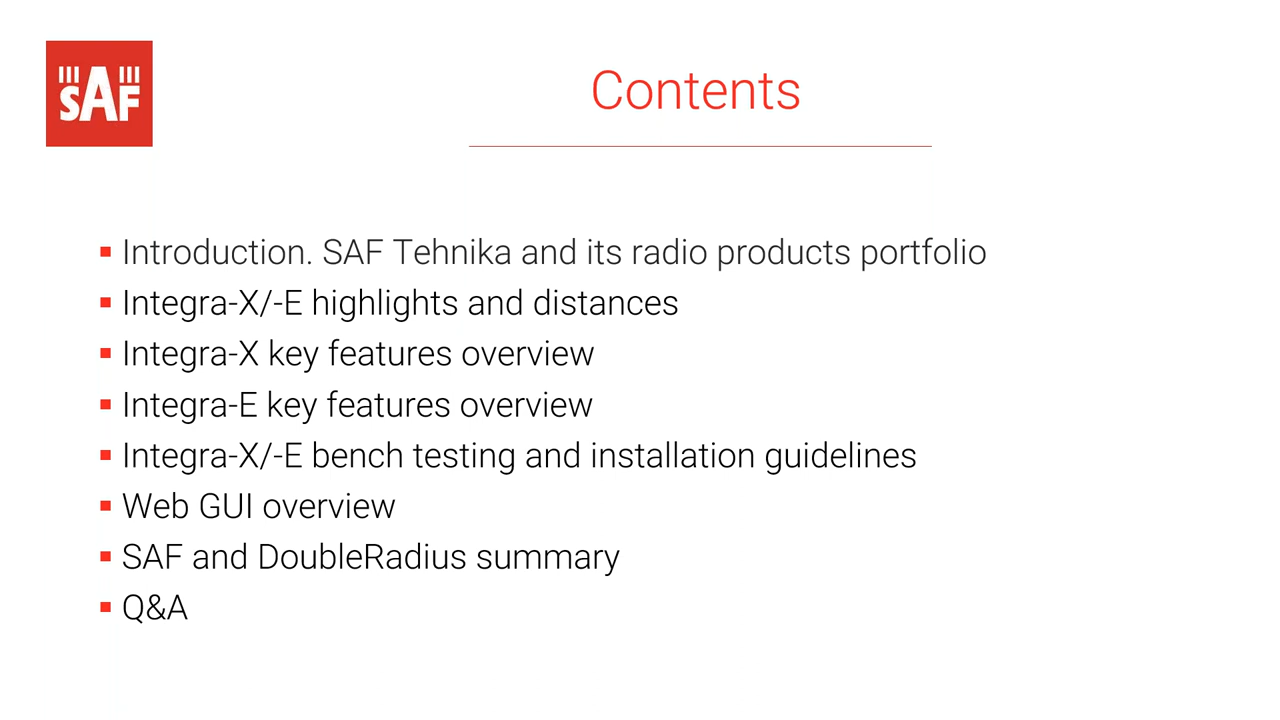 SAF
Contents
Introduction. SAF Tehnika and its radio products portfolio
Integra-X/-E highlights and distances
Integra-X key features overview
Integra-E key features overview
Integra-X/-E bench testing and installation guidelines
Web GUI overview
SAF and DoubleRadius summary
Q&A